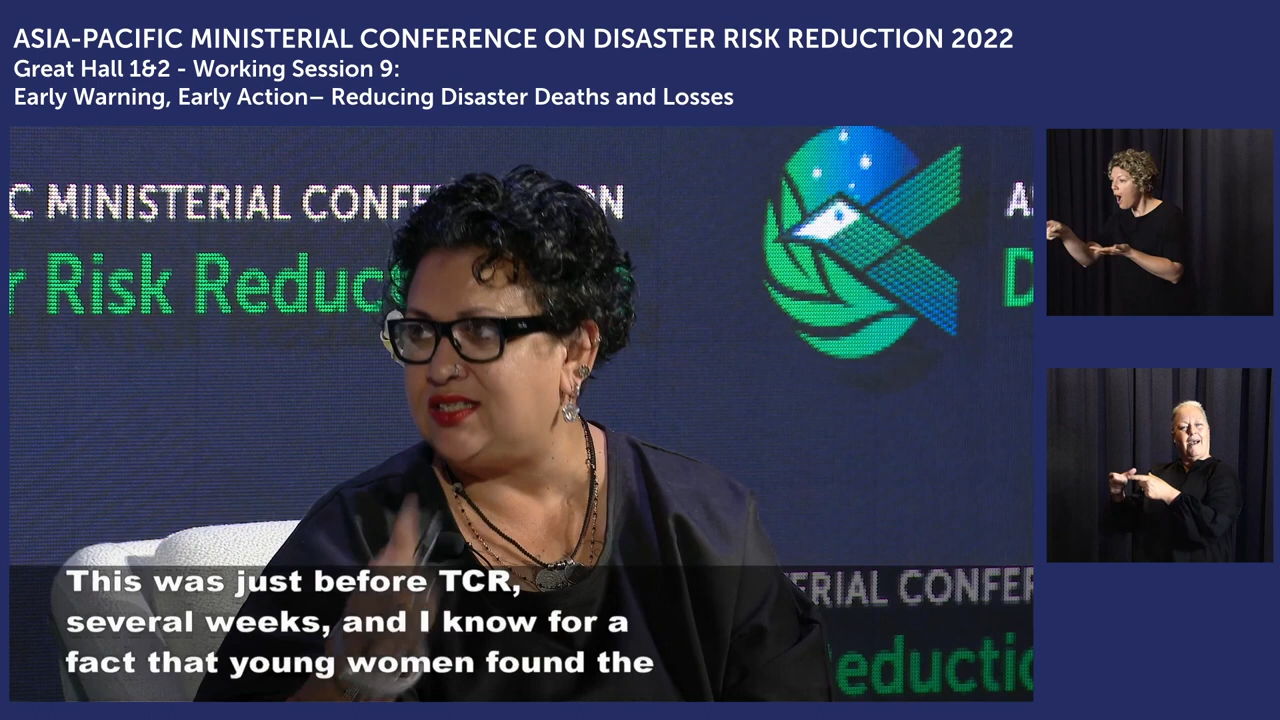 ASIA-PACIFIC MINISTERIAL CONFERENCE ON DISASTER RISK REDUCTION 2022
Great Hall 1&2 - Working Session 9:
Early Warning, Early Action– Reducing Disaster Deaths and Losses
C MINISTERIAL CONFE ON
r Risk Reduc
A
D
This was just before TCR,
several weeks, and I know for a
fact that young women found the
ERIAL CONFER
eductio